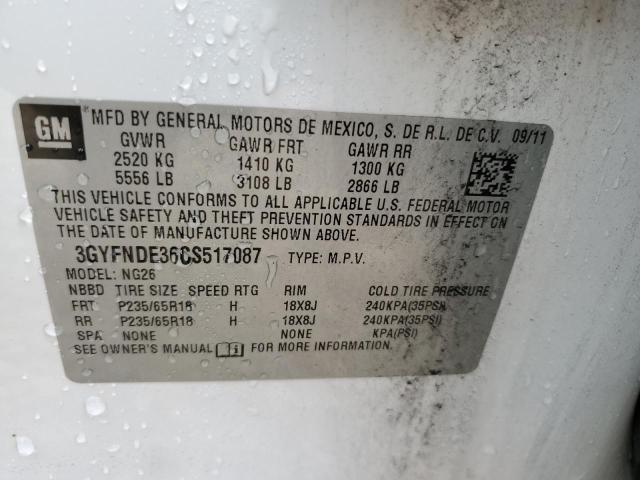 GM MFD BY GENERAL MOTORS DE MEXICO, S. DE R.L. DE C.V. 09/11
GVWR GAWR FRT GAWR RR
2520 KG 1410 KG 1300 KG
5556 LB 3108 LB 2866 LB
THIS VEHICLE CONFORMS TO ALL APPLICABLE U.S. FEDERAL MOTOR
VEHICLE SAFETY AND THEFT PREVENTION STANDARDS IN EFFECT ON
THE DATE OF MANUFACTURE SHOWN ABOVE.
3GYFNDE36CS517087 TYPE: M.P.V.
MODEL: NG26
NBBD TIRE SIZE SPEED RTG RIM COLD TIRE PRESSURE
FRT P235/65R18 H 18X8J 240KPA(35PSI)
RR P235/65R18 H 18X8J 240KPA(35PSI)
SPA NONE NONE KPA(PSI)
SEE OWNER'S MANUAL FOR MORE INFORMATION.